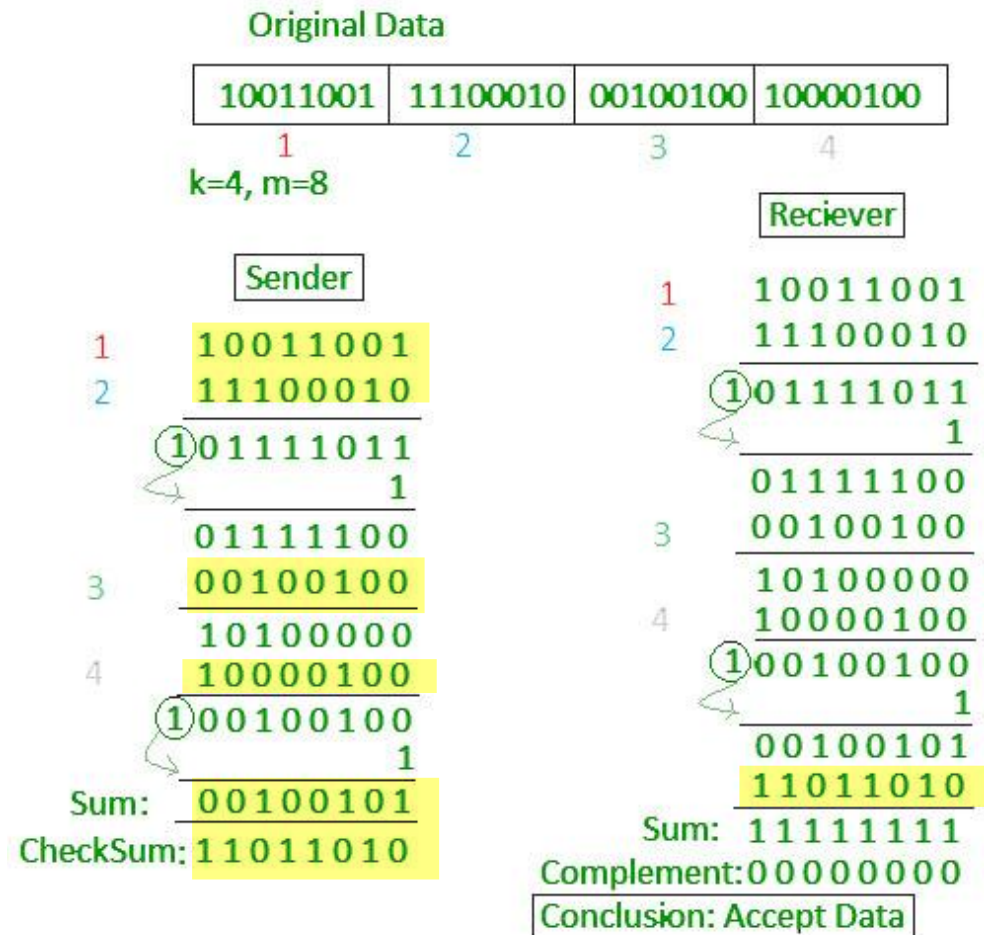 Original Data
10011001 11100010 00100100 10000100
1 2 3 4
k=4, m=8
Sender
1 10011001
2 11100010
1 01111011
1
01111100
3 00100100
10100000
4 10000100
1 00100100
1
Sum: 00100101
CheckSum: 11011010
Reciever
1 10011001
2 11100010
1 01111011
1
01111100
3 00100100
10100000
4 10000100
1 00100100
1
00100101
11011010
Sum: 11111111
Complement: 00000000
Conclusion: Accept Data